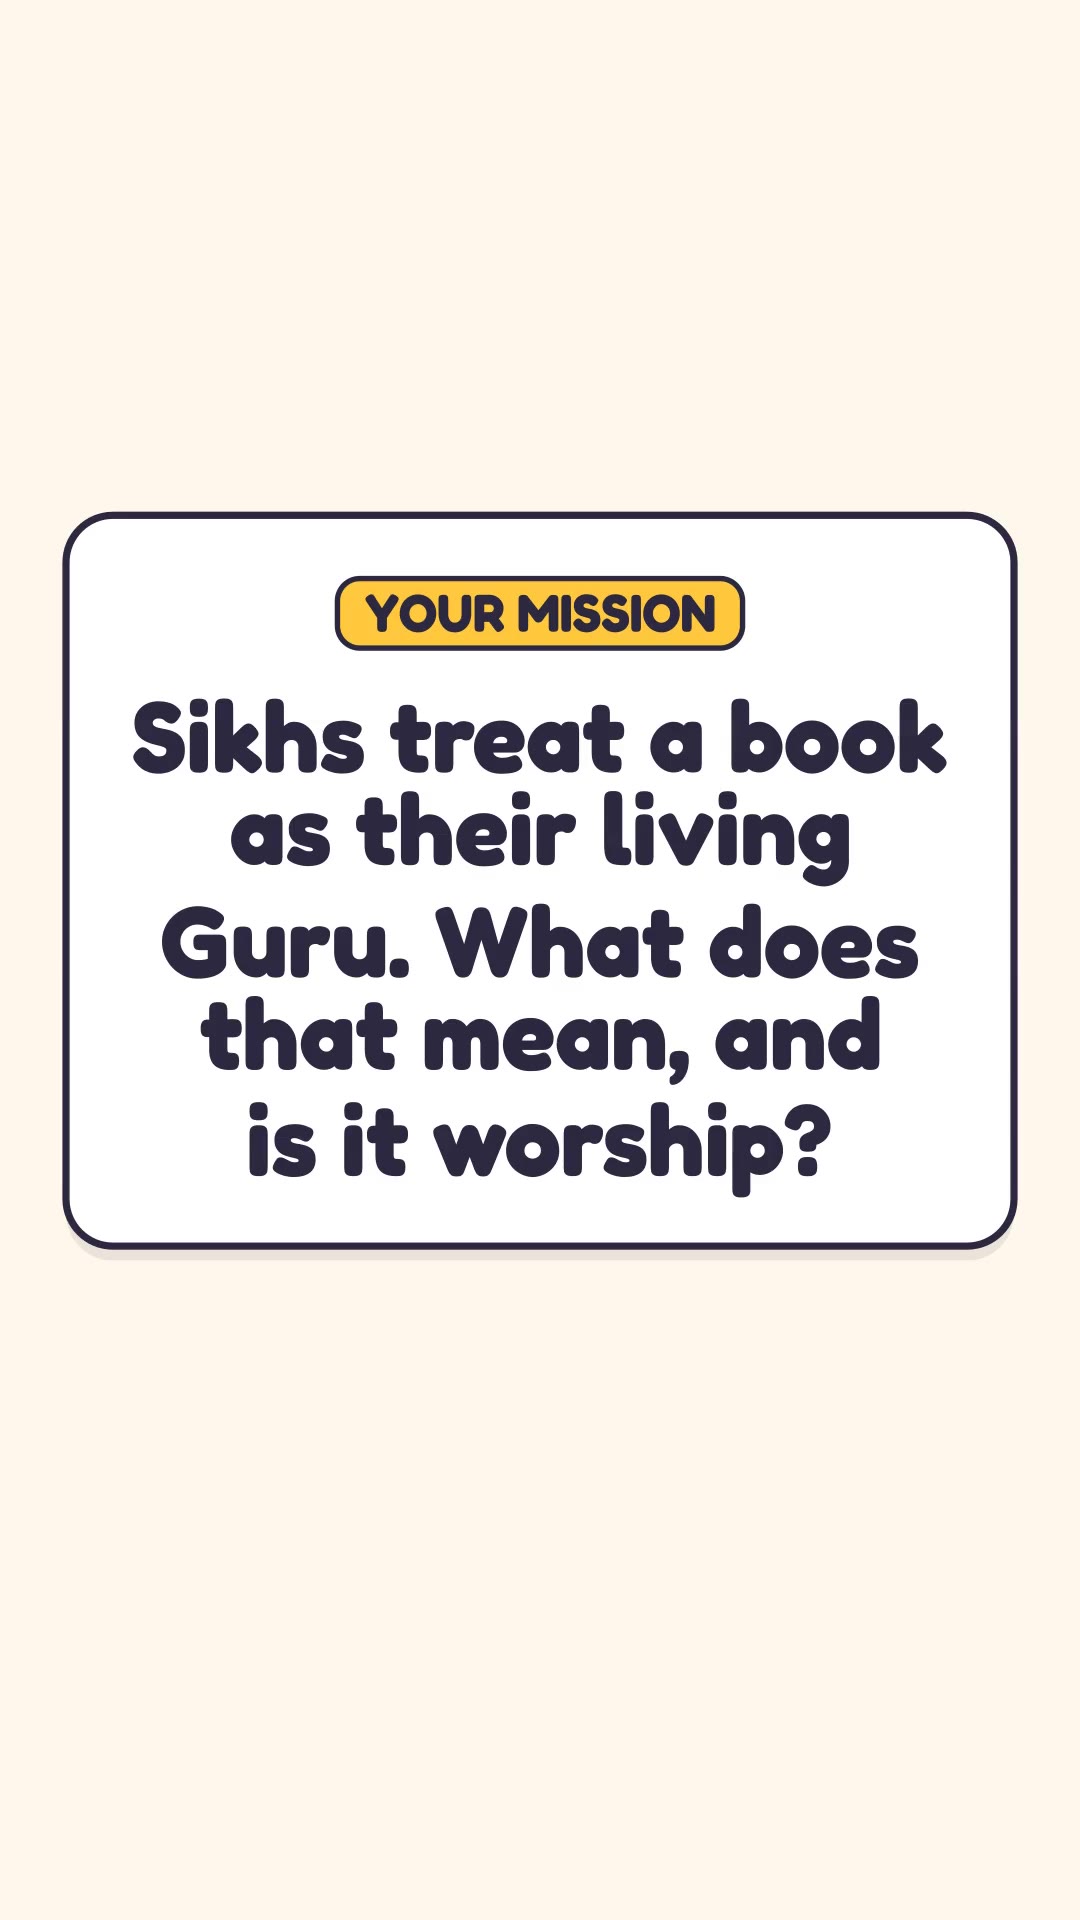 YOUR MISSION
Sikhs treat a book
as their living
Guru. What does
that mean, and
is it worship?